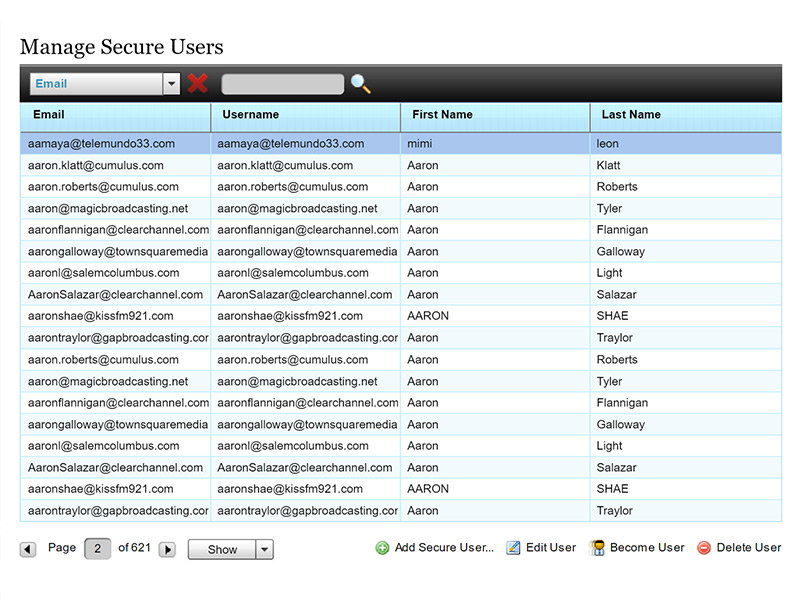 Manage Secure Users
Email
Email Username First Name Last Name
aamaya@telemundo33.com aamaya@telemundo33.com mimi leon
aaron.klatt@cumulus.com aaron.klatt@cumulus.com Aaron Klatt
aaron.roberts@cumulus.com aaron.roberts@cumulus.com Aaron Roberts
aaron@magicbroadcasting.net aaron@magicbroadcasting.net Aaron Tyler
aaronflannigan@clearchannel.com aaronflannigan@clearchannel.com Aaron Flannigan
aarongalloway@townsquaremedia aarongalloway@townsquaremedia Aaron Galloway
aaronl@salemcolumbus.com aaronl@salemcolumbus.com Aaron Light
AaronSalazar@clearchannel.com AaronSalazar@clearchannel.com Aaron Salazar
aaronshae@kissfm921.com aaronshae@kissfm921.com AARON SHAE
aarontraylor@gapbroadcasting.cor aarontraylor@gapbroadcasting.cor Aaron Traylor
aaron.roberts@cumulus.com aaron.roberts@cumulus.com Aaron Roberts
aaron@magicbroadcasting.net aaron@magicbroadcasting.net Aaron Tyler
aaronflannigan@clearchannel.com aaronflannigan@clearchannel.com Aaron Flannigan
aarongalloway@townsquaremedia aarongalloway@townsquaremedia Aaron Galloway
aaronl@salemcolumbus.com aaronl@salemcolumbus.com Aaron Light
AaronSalazar@clearchannel.com AaronSalazar@clearchannel.com Aaron Salazar
aaronshae@kissfm921.com aaronshae@kissfm921.com AARON SHAE
aarontraylor@gapbroadcasting.cor aarontraylor@gapbroadcasting.cor Aaron Traylor
Page 2 of 621 Show Add Secure User... Edit User Become User Delete User